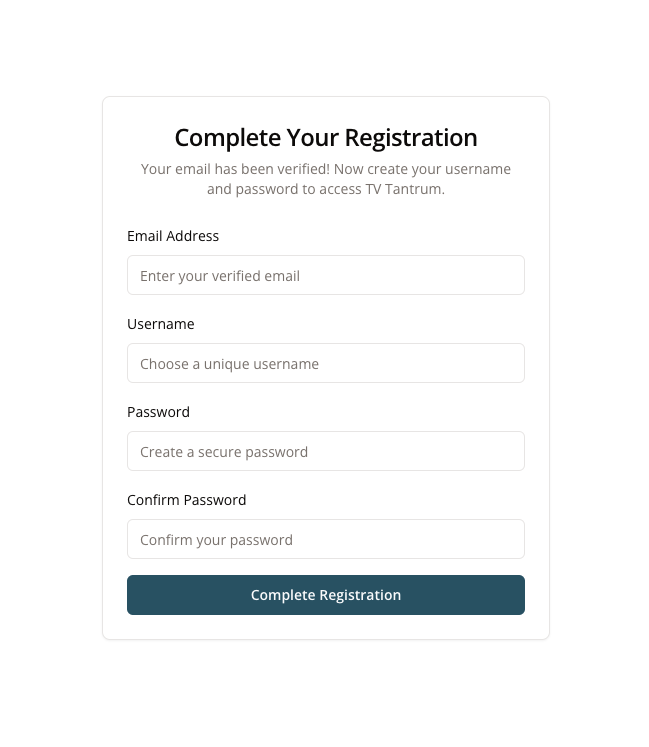 Complete Your Registration
Your email has been verified! Now create your username
and password to access TV Tantrum.
Email Address
Enter your verified email
Username
Choose a unique username
Password
Create a secure password
Confirm Password
Confirm your password
Complete Registration